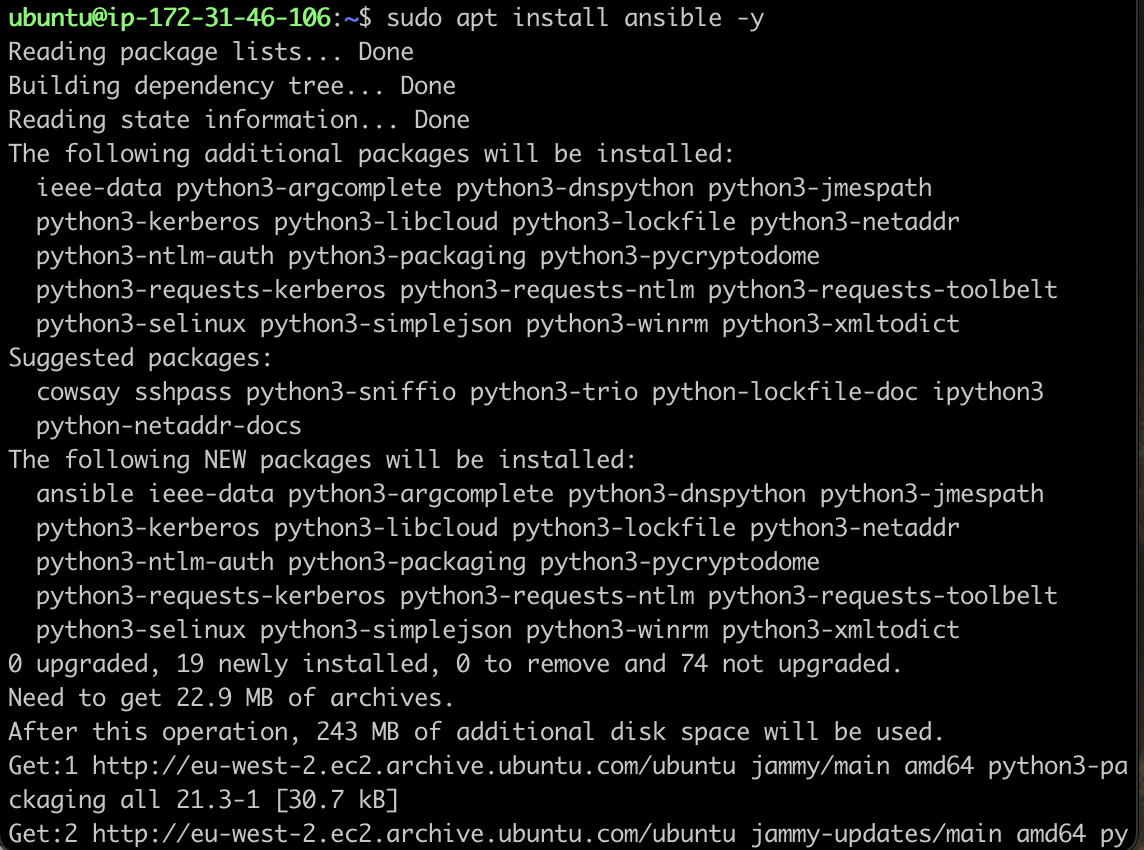 ubuntu@ip-172-31-46-106:~$ sudo apt install ansible -y
Reading package lists... Done
Building dependency tree... Done
Reading state information... Done
The following additional packages will be installed:
  ieee-data python3-argcomplete python3-dnspython python3-jmespath
  python3-kerberos python3-libcloud python3-lockfile python3-netaddr
  python3-ntlm-auth python3-packaging python3-pycryptodome
  python3-requests-kerberos python3-requests-ntlm python3-requests-toolbelt
  python3-selinux python3-simplejson python3-winrm python3-xmltodict
Suggested packages:
  cowsay sshpass python3-sniffio python3-trio python-lockfile-doc ipython3
  python-netaddr-docs
The following NEW packages will be installed:
  ansible ieee-data python3-argcomplete python3-dnspython python3-jmespath
  python3-kerberos python3-libcloud python3-lockfile python3-netaddr
  python3-ntlm-auth python3-packaging python3-pycryptodome
  python3-requests-kerberos python3-requests-ntlm python3-requests-toolbelt
  python3-selinux python3-simplejson python3-winrm python3-xmltodict
0 upgraded, 19 newly installed, 0 to remove and 74 not upgraded.
Need to get 22.9 MB of archives.
After this operation, 243 MB of additional disk space will be used.
Get:1 http://eu-west-2.ec2.archive.ubuntu.com/ubuntu jammy/main amd64 python3-pa
ckaging all 21.3-1 [30.7 kB]
Get:2 http://eu-west-2.ec2.archive.ubuntu.com/ubuntu jammy-updates/main amd64 py